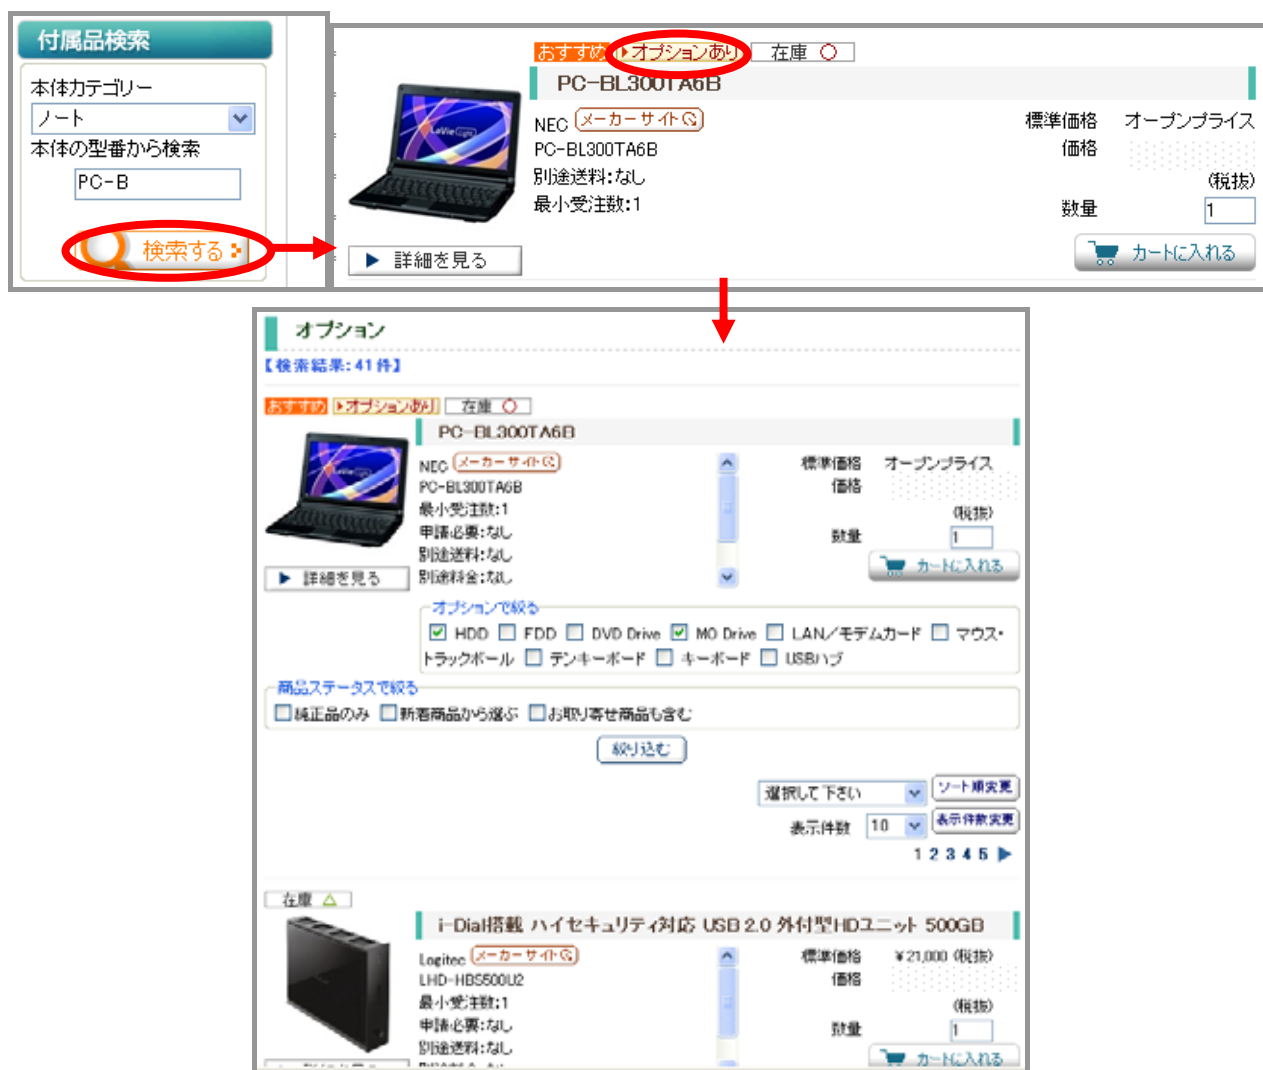 付属品検索
本体カテゴリー
ノート
本体の型番から検索
PC-B
検索する
おすすめ オプションあり 在庫 ○
PC-BL300TA6B
NEC メーカーサイト
PC-BL300TA6B
別途送料:なし
最小受注数:1
標準価格 オープンプライス
価格
(税抜)
数量 1
カートに入れる
詳細を見る
オプション
【検索結果:41件】
おすすめ オプションあり 在庫 ○
PC-BL300TA6B
NEC メーカーサイト
PC-BL300TA6B
最小受注数:1
申請必要:なし
別途送料:なし
別途料金:なし
標準価格 オープンプライス
価格
(税抜)
数量 1
カートに入れる
詳細を見る
オプションで絞る
HDD FDD DVD Drive MO Drive LAN/モデムカード マウス・
トラックボール テンキーボード キーボード USBハブ
商品ステータスで絞る
純正品のみ 新着商品から選ぶ お取り寄せ商品も含む
絞り込む
選択して下さい ソート順変更
表示件数 10 表示件数変更
1 2 3 4 5
在庫 △
i-Dial搭載 ハイセキュリティ対応 USB 2.0 外付型HDユニット 500GB
Logitec メーカーサイト
LHD-HBS500U2
最小受注数:1
申請必要:なし
別途送料:なし
標準価格 ¥21,000 (税抜)
価格
(税抜)
数量 1
カートに入れる